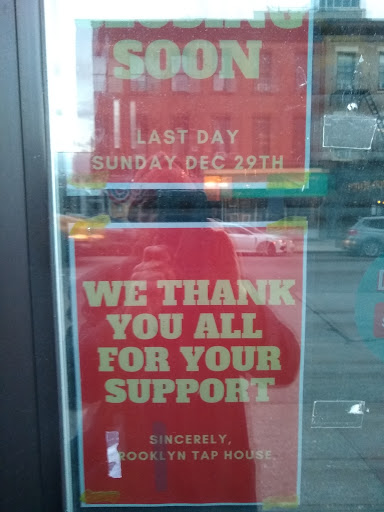 SOON
LAST DAY
SUNDAY DEC 29TH
WE THANK
YOU ALL
FOR YOUR
SUPPORT
SINCERELY,
ROOKLYN TAP HOUSE.